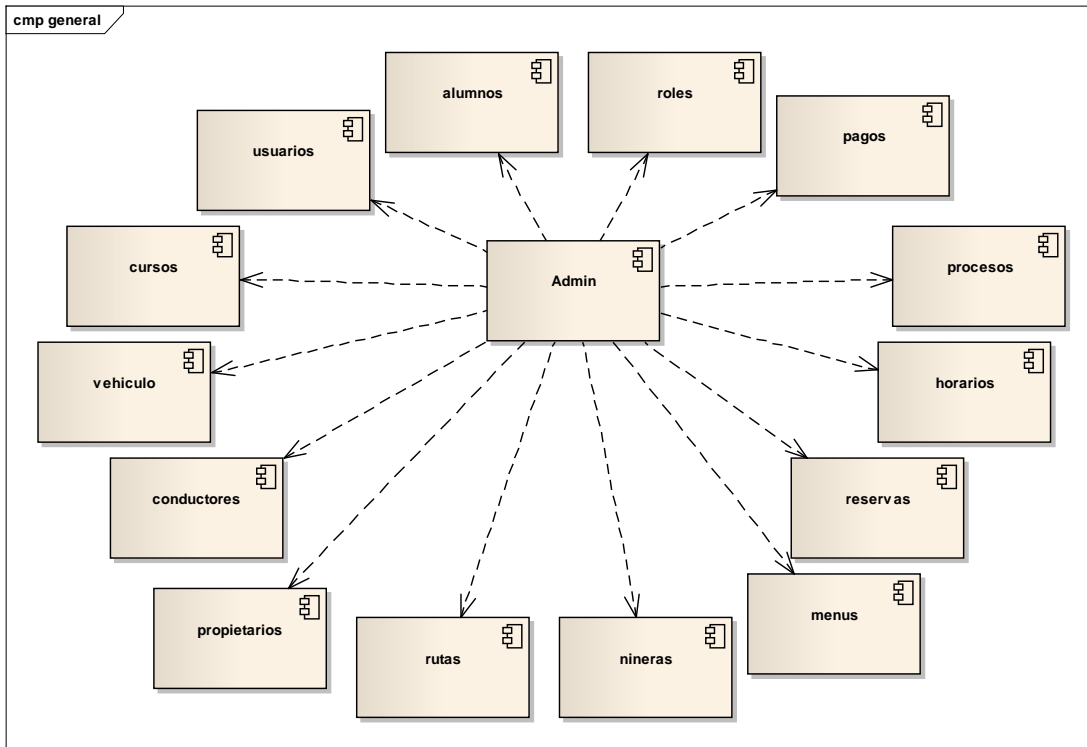 cmp general
alumnos
roles
pagos
usuarios
cursos
Admin
procesos
vehiculo
horarios
conductores
reservas
propietarios
rutas
nineras
menus